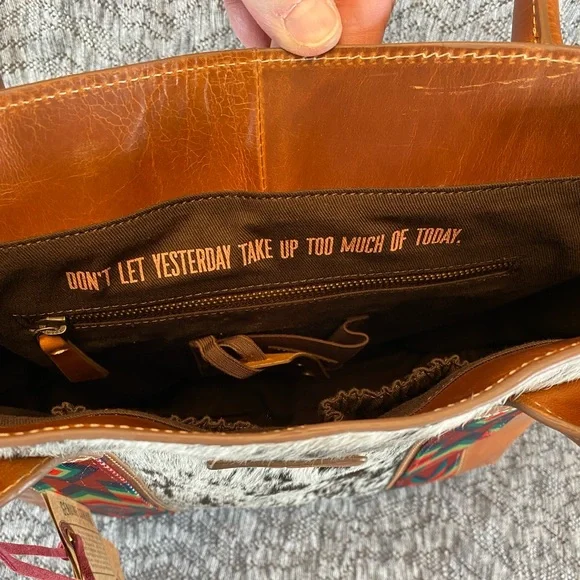 DON'T LET YESTERDAY TAKE UP TOO MUCH OF TODAY.